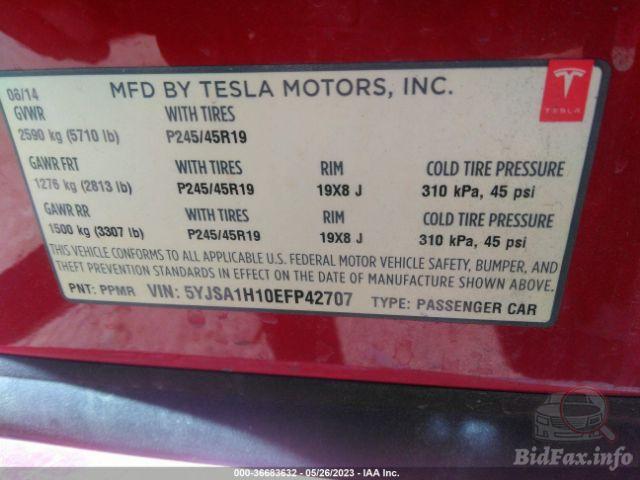 06/14 MFD BY TESLA MOTORS, INC.
TESLA
GVWR WITH TIRES
2590 kg (5710 lb) P245/45R19
GAWR FRT WITH TIRES RIM COLD TIRE PRESSURE
1276 kg (2813 lb) P245/45R19 19X8 J 310 kPa, 45 psi
GAWR RR WITH TIRES RIM COLD TIRE PRESSURE
1500 kg (3307 lb) P245/45R19 19X8 J 310 kPa, 45 psi
THIS VEHICLE CONFORMS TO ALL APPLICABLE U.S. FEDERAL MOTOR VEHICLE SAFETY, BUMPER, AND
THEFT PREVENTION STANDARDS IN EFFECT ON THE DATE OF MANUFACTURE SHOWN ABOVE.
PNT: PPMR VIN: 5YJSA1H10EFP42707 TYPE: PASSENGER CAR
BidFax.info
000-36683632 - 05/26/2023 - IAA Inc.